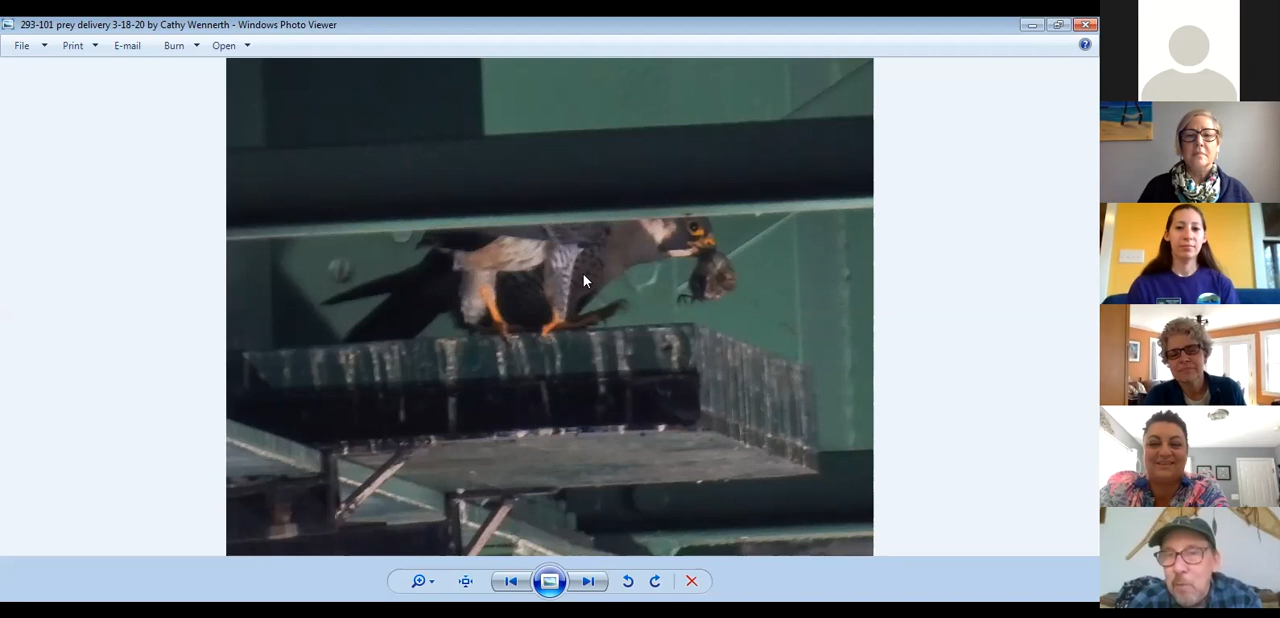 293-101 prey delivery 3-18-20 by Cathy Wennerth - Windows Photo Viewer
File Print E-mail Burn Open